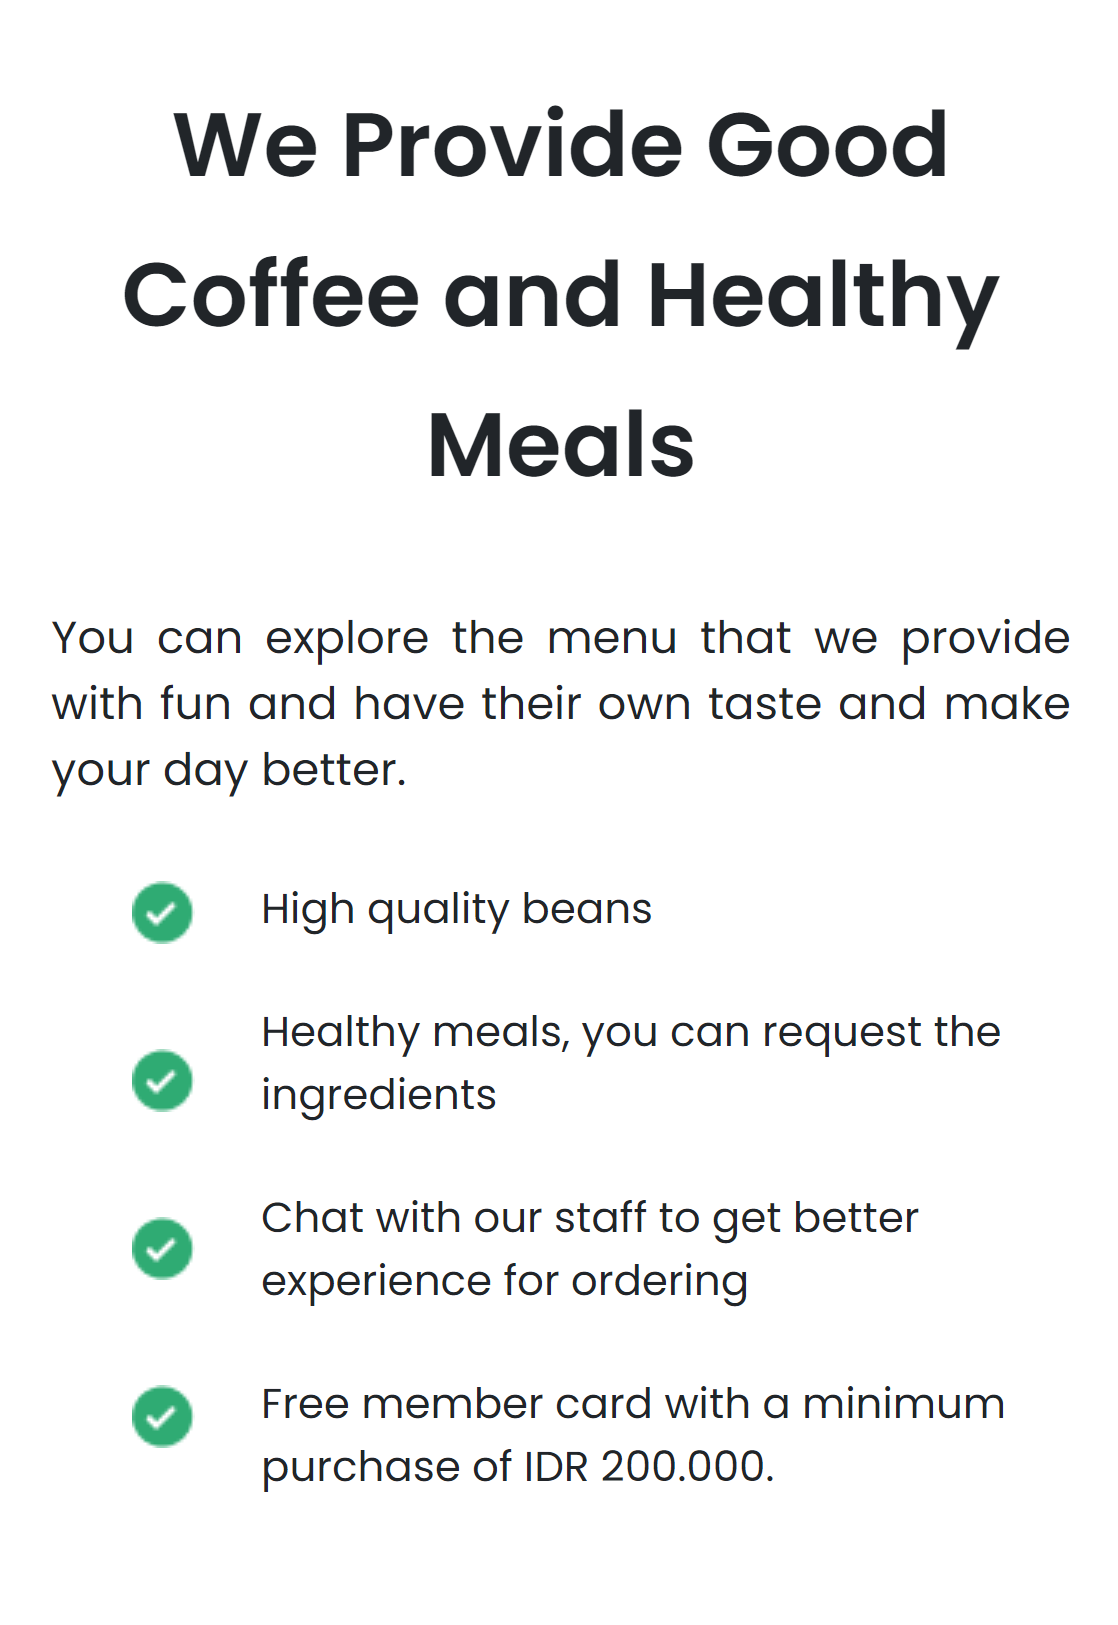 We Provide Good
Coffee and Healthy
Meals
You can explore the menu that we provide
with fun and have their own taste and make
your day better.
High quality beans
Healthy meals, you can request the
ingredients
Chat with our staff to get better
experience for ordering
Free member card with a minimum
purchase of IDR 200.000.